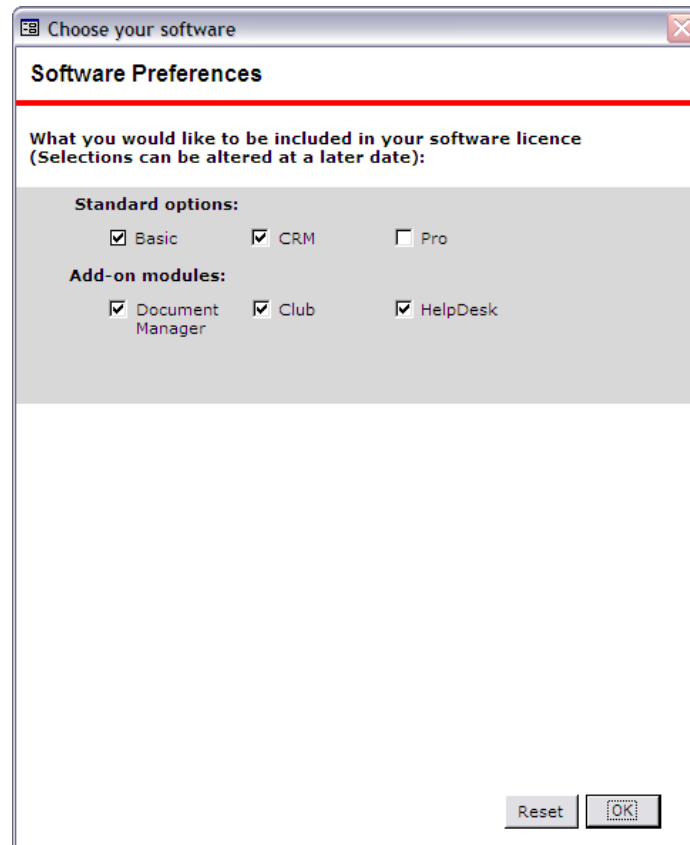 Choose your software
Software Preferences
What you would like to be included in your software licence
(Selections can be altered at a later date):
Standard options:
Basic CRM Pro
Add-on modules:
Document Club HelpDesk
Manager
Reset OK